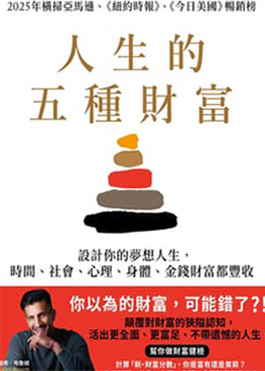 2025年橫掃亞馬遜、《紐約時報》、《今日美國》暢銷榜
人生的
五種財富
設計你的夢想人生，
時間、社會、心理、身體、金錢財富都豐收
你以為的財富，可能錯了?!
顛覆對財富的狹隘認知，
活出更全面、更富足、不帶遺憾的人生
幫你做財富健檢
計算「新・財富分數」，你是富有還是貧窮？